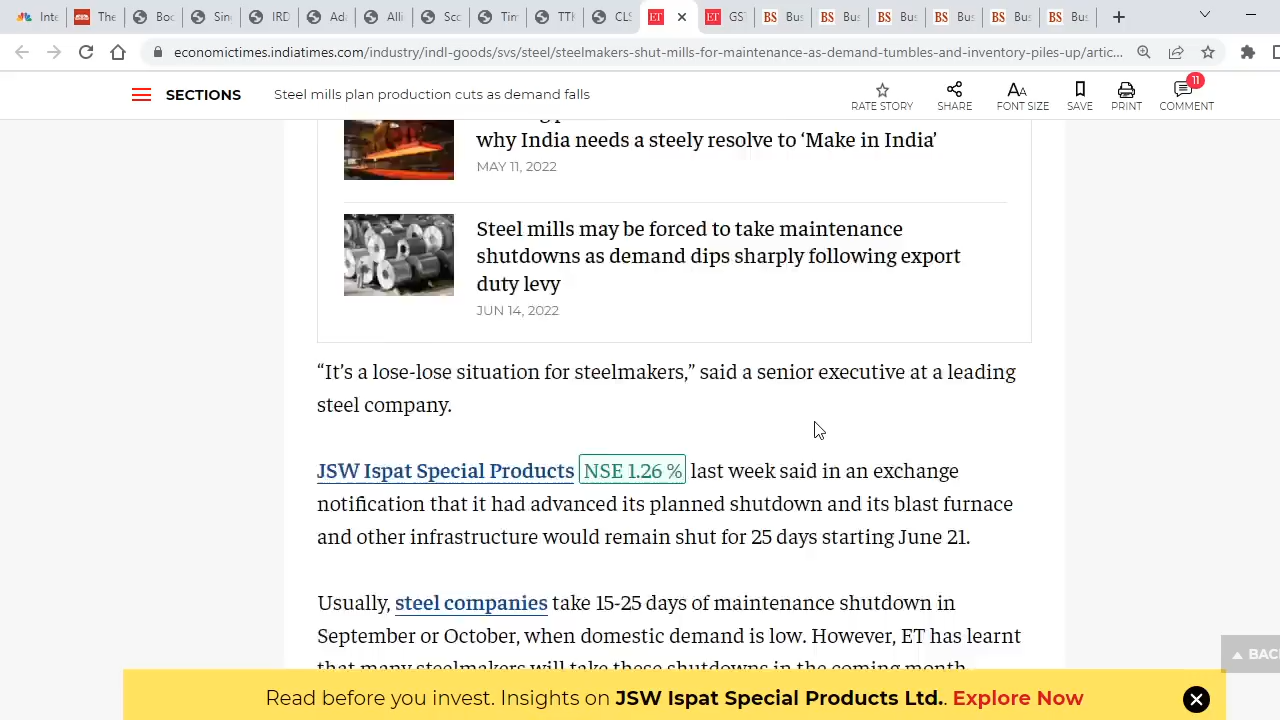 Inte
The
Boo
Sin
IRD
Ada
Alli
Sco
Tim
TTK
CLS
ET
ET GST
BS Bus
BS Bus
BS Bus
BS Bus
BS Bus
BS Bus
economictimes.indiatimes.com/industry/indl-goods/svs/steel/steelmakers-shut-mills-for-maintenance-as-demand-tumbles-and-inventory-piles-up/artic...
SECTIONS
Steel mills plan production cuts as demand falls
RATE STORY
SHARE
FONT SIZE
SAVE
PRINT
11
COMMENT
why India needs a steely resolve to ‘Make in India’
MAY 11, 2022
Steel mills may be forced to take maintenance
shutdowns as demand dips sharply following export
duty levy
JUN 14, 2022
“It’s a lose-lose situation for steelmakers,” said a senior executive at a leading
steel company.
JSW Ispat Special Products NSE 1.26 % last week said in an exchange
notification that it had advanced its planned shutdown and its blast furnace
and other infrastructure would remain shut for 25 days starting June 21.
Usually, steel companies take 15-25 days of maintenance shutdown in
September or October, when domestic demand is low. However, ET has learnt
that many steelmakers will take these shutdowns in the coming month
BACK
Read before you invest. Insights on JSW Ispat Special Products Ltd.. Explore Now